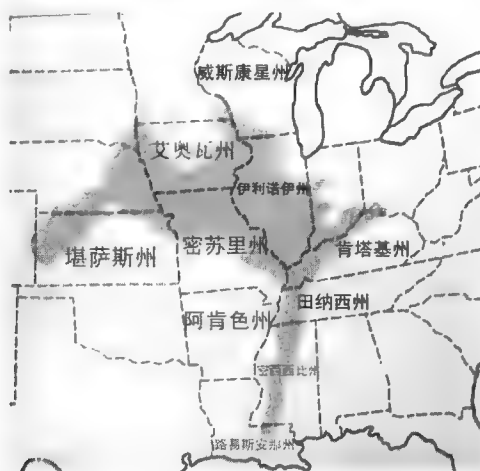 威斯康星州
艾奥瓦州
伊利诺伊州
密苏里州
堪萨斯州
肯塔基州
田纳西州
阿肯色州
密西西比州
路易斯安那州